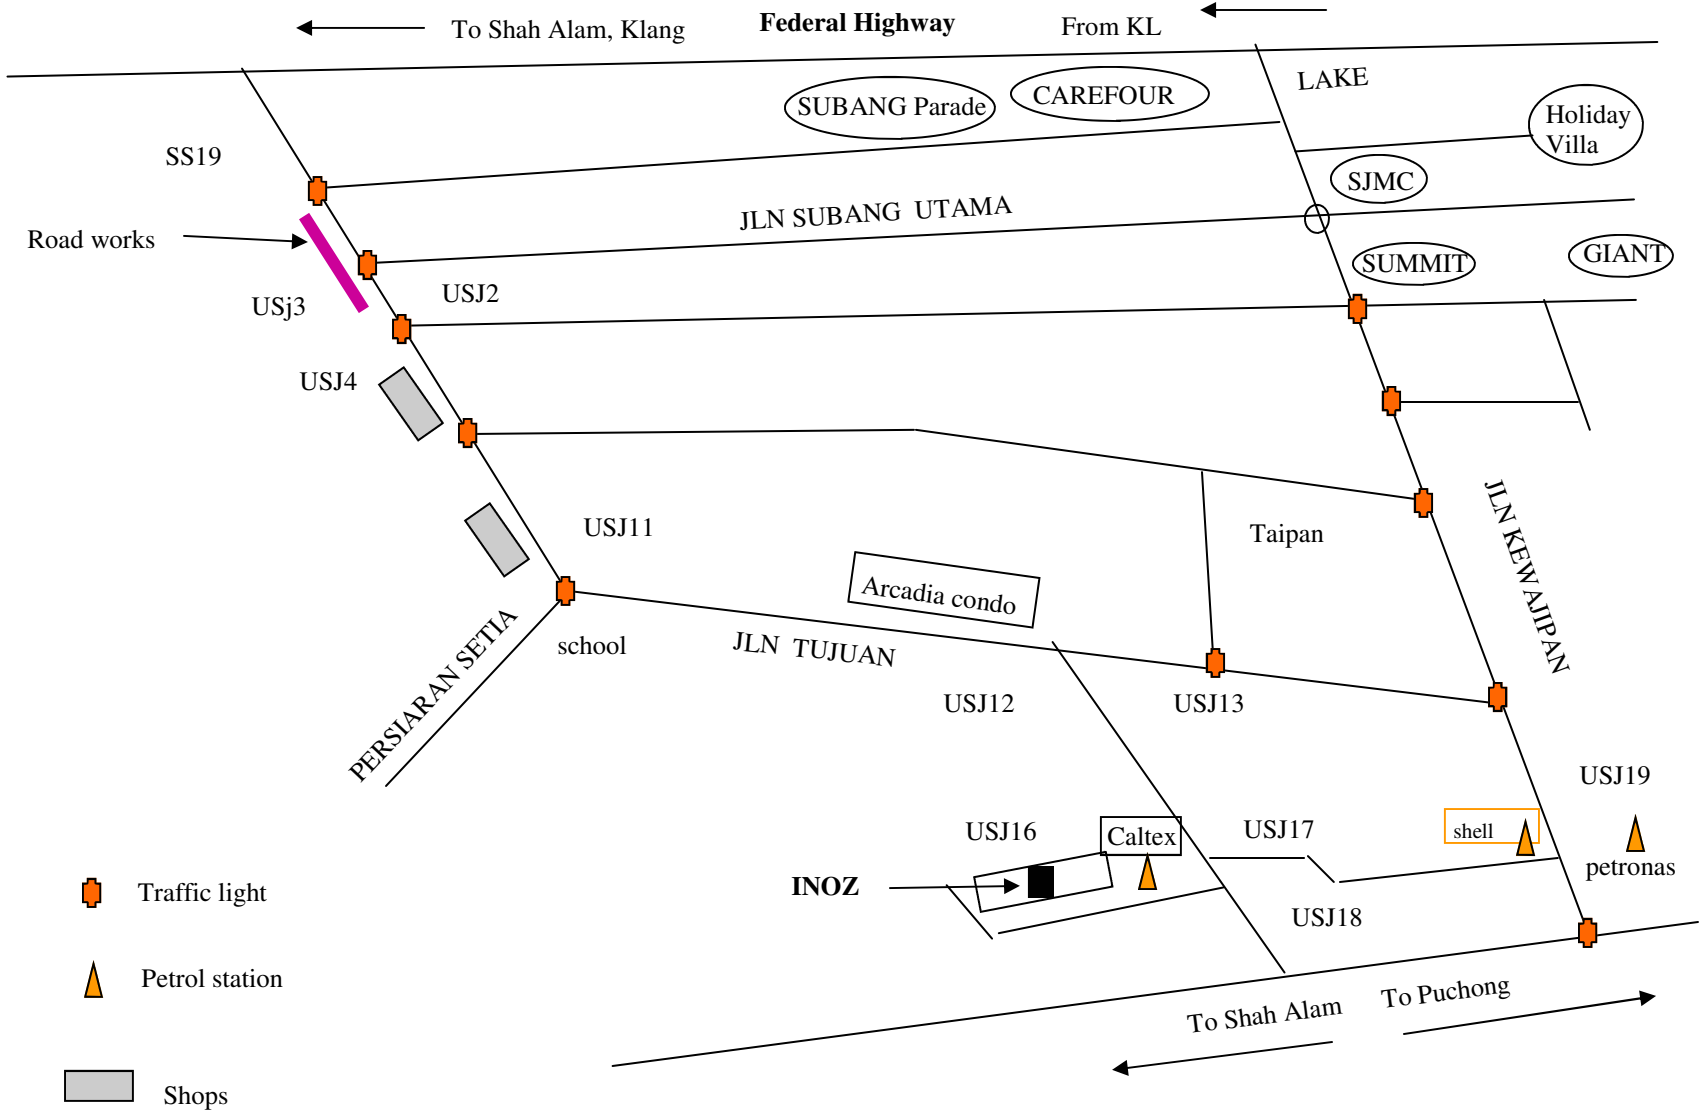 To Shah Alam, Klang
Federal Highway
From KL
LAKE
SUBANG Parade
CAREFOUR
Holiday
Villa
SS19
SJMC
JLN SUBANG UTAMA
Road works
SUMMIT
GIANT
USj3
USJ2
USJ4
JLN KEWAJIPAN
USJ11
Taipan
Arcadia condo
PERSIARAN SETIA
school
JLN TUJUAN
USJ12
USJ13
USJ19
USJ16
Caltex
USJ17
shell
petronas
INOZ
Traffic light
USJ18
Petrol station
To Shah Alam
To Puchong
Shops